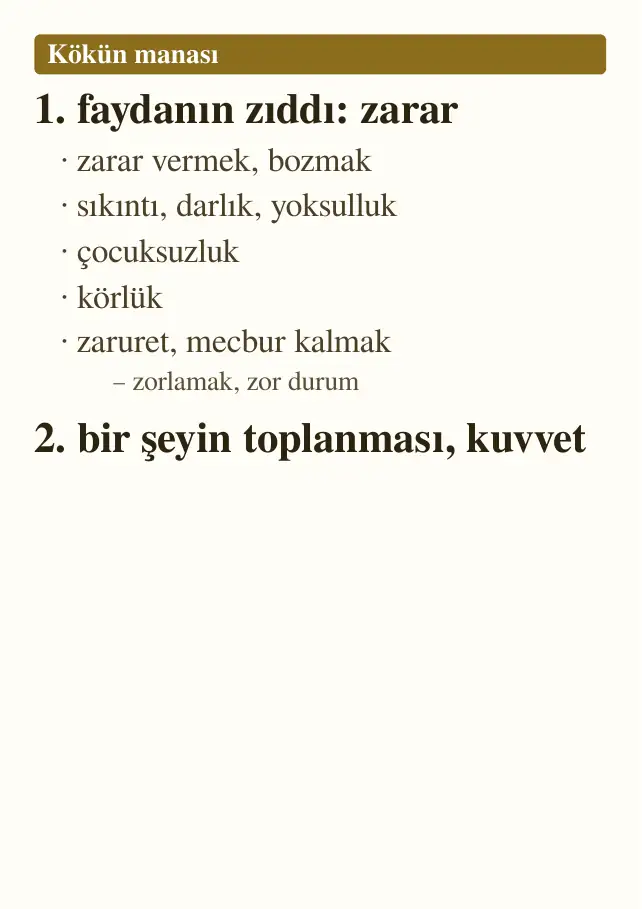 Kökün manası
1. faydanın zıddı: zarar
· zarar vermek, bozmak
· sıkıntı, darlık, yoksulluk
· çocuksuzluk
· körlük
· zaruret, mecbur kalmak
– zorlamak, zor durum
2. bir şeyin toplanması, kuvvet